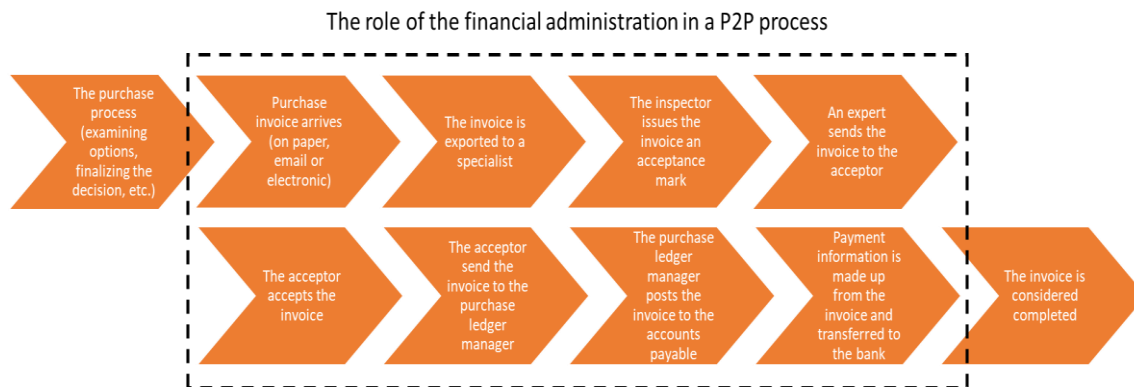 The role of the financial administration in a P2P process
The purchase
process
(examining
options,
finalizing the
decision, etc.)
Purchase
invoice arrives
(on paper,
email or
electronic)
The invoice is
exported to a
specialist
The inspector
issues the
invoice an
acceptance
mark
An expert
sends the
invoice to the
acceptor
The acceptor
accepts the
invoice
The acceptor
send the
invoice to the
purchase
ledger
manager
The purchase
ledger
manager
posts the
invoice to the
accounts
payable
Payment
information is
made up
from the
invoice and
transferred to
the bank
The invoice is
considered
completed